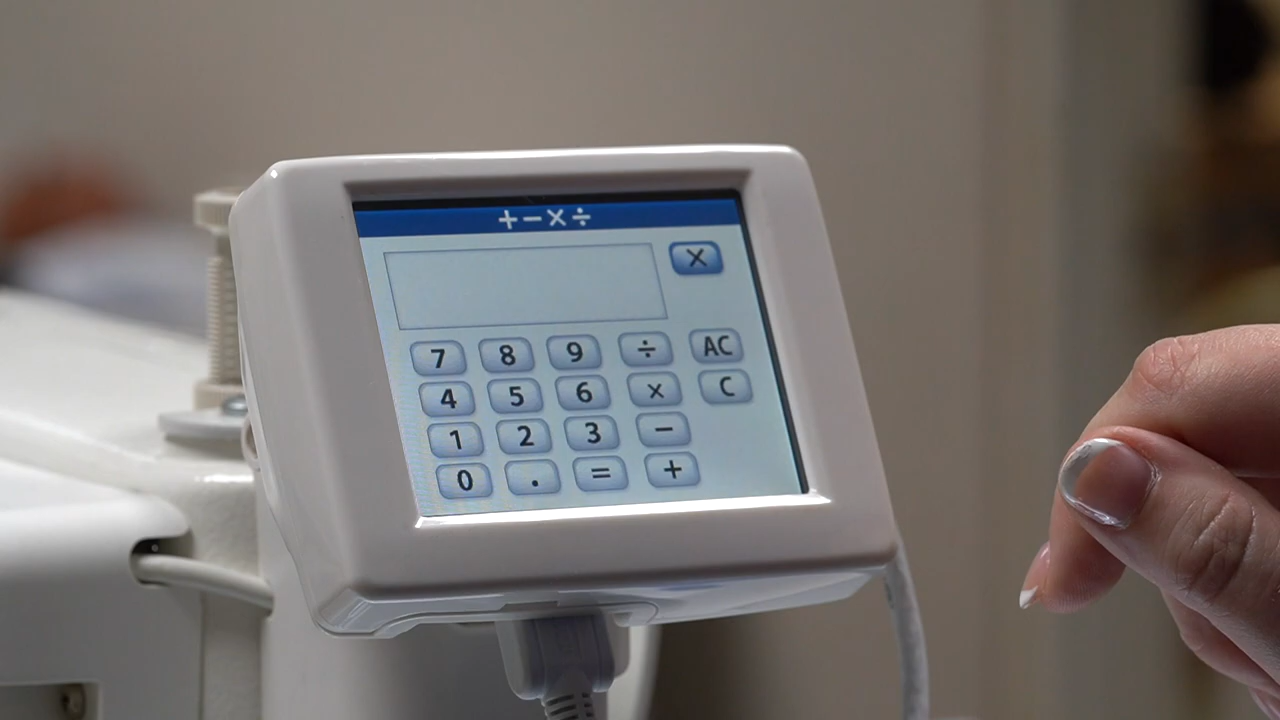 +−×÷
X
7 8 9 ÷ AC
4 5 6 × C
1 2 3 −
0 . = +